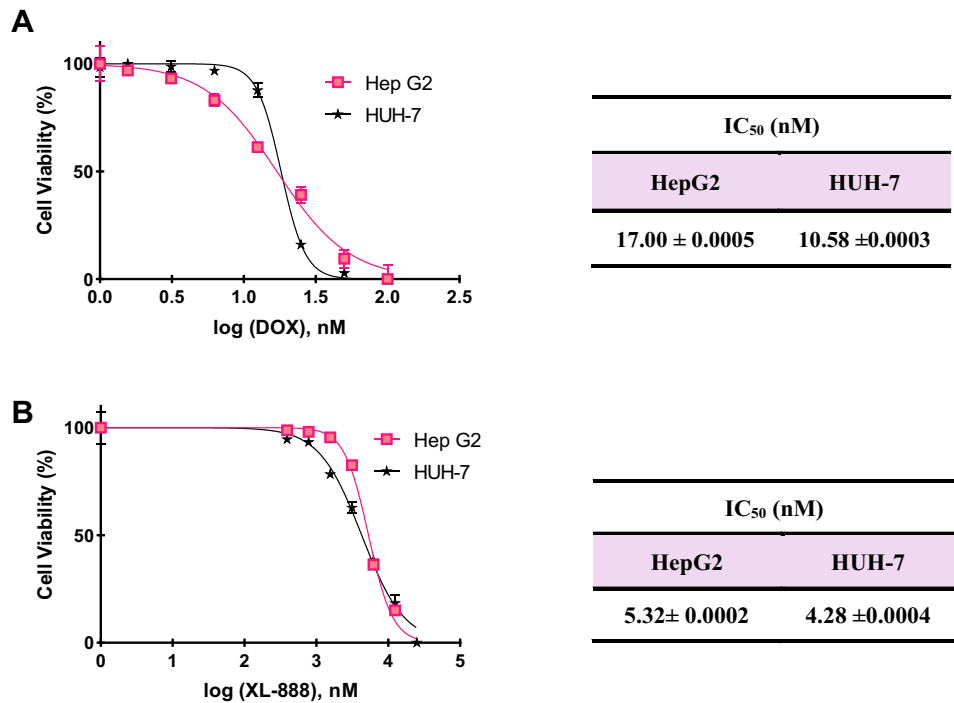 A
Cell Viability (%)
100
50
0
0.0 0.5 1.0 1.5 2.0 2.5
log (DOX), nM
Hep G2
HUH-7
IC₅₀ (nM)
HepG2 HUH-7
17.00 ± 0.0005 10.58 ±0.0003
B
Cell Viability (%)
100
50
0
0 1 2 3 4 5
log (XL-888), nM
Hep G2
HUH-7
IC₅₀ (nM)
HepG2 HUH-7
5.32± 0.0002 4.28 ±0.0004